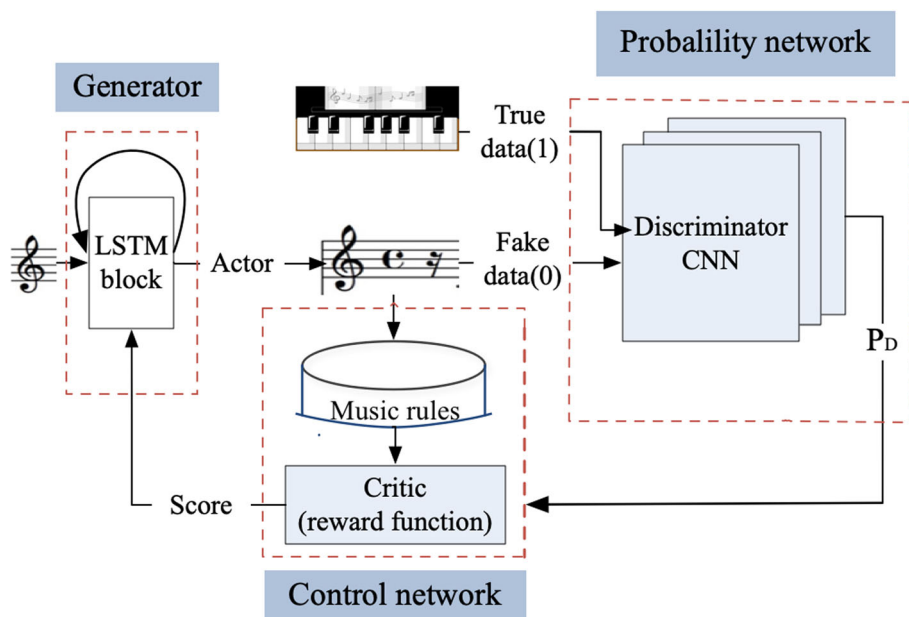 Probalility network
Generator
True
data(1)
LSTM
block
Actor
Fake
data(0)
Discriminator
CNN
PD
Music rules
Critic
(reward function)
Score
Control network